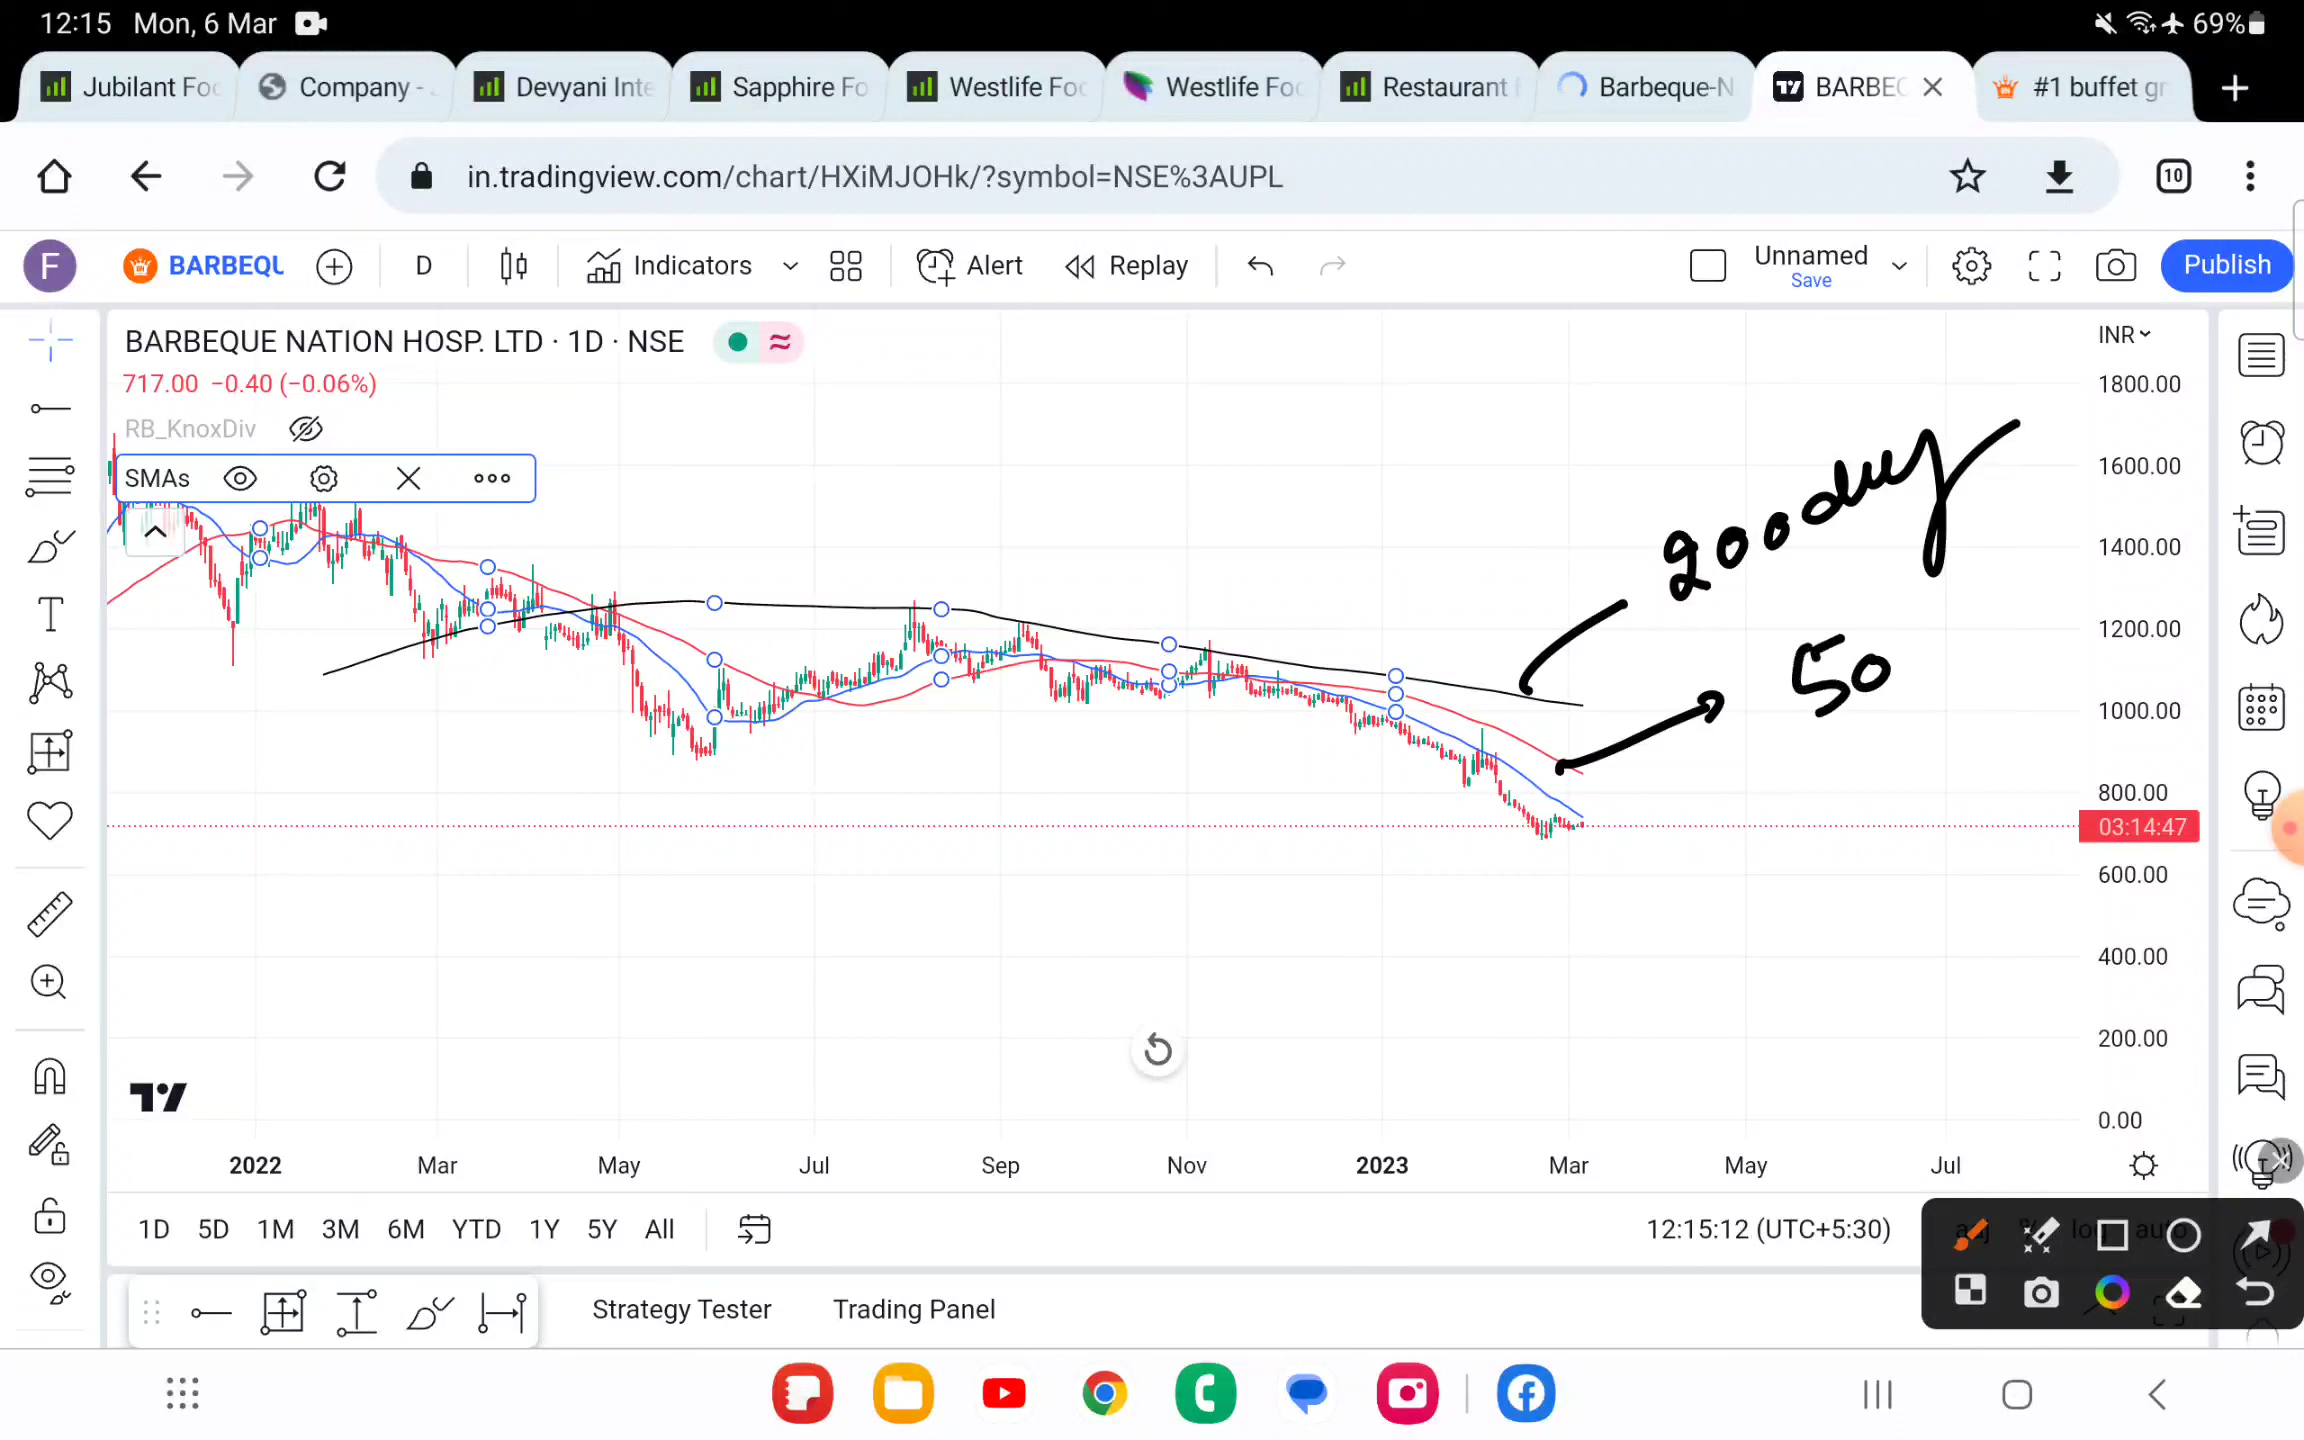 12:15 Mon, 6 Mar 69%
Jubilant Foo Company - J Devyani Inte Sapphire Fo Westlife Foo Westlife Foo Restaurant Barbeque-N BARBEC #1 buffet gr
in.tradingview.com/chart/HXiMJOHk/?symbol=NSE%3AUPL 10
F BARBEQU D Indicators Alert Replay Unnamed Save Publish
BARBEQUE NATION HOSP. LTD · 1D · NSE
717.00 −0.40 (−0.06%)
RB_KnoxDiv
SMAs
INR
1800.00
1600.00
1400.00
1200.00
1000.00
800.00
03:14:47
600.00
400.00
200.00
0.00
200 day
50
2022 Mar May Jul Sep Nov 2023 Mar May Jul
1D 5D 1M 3M 6M YTD 1Y 5Y All 12:15:12 (UTC+5:30) log auto
Strategy Tester Trading Panel